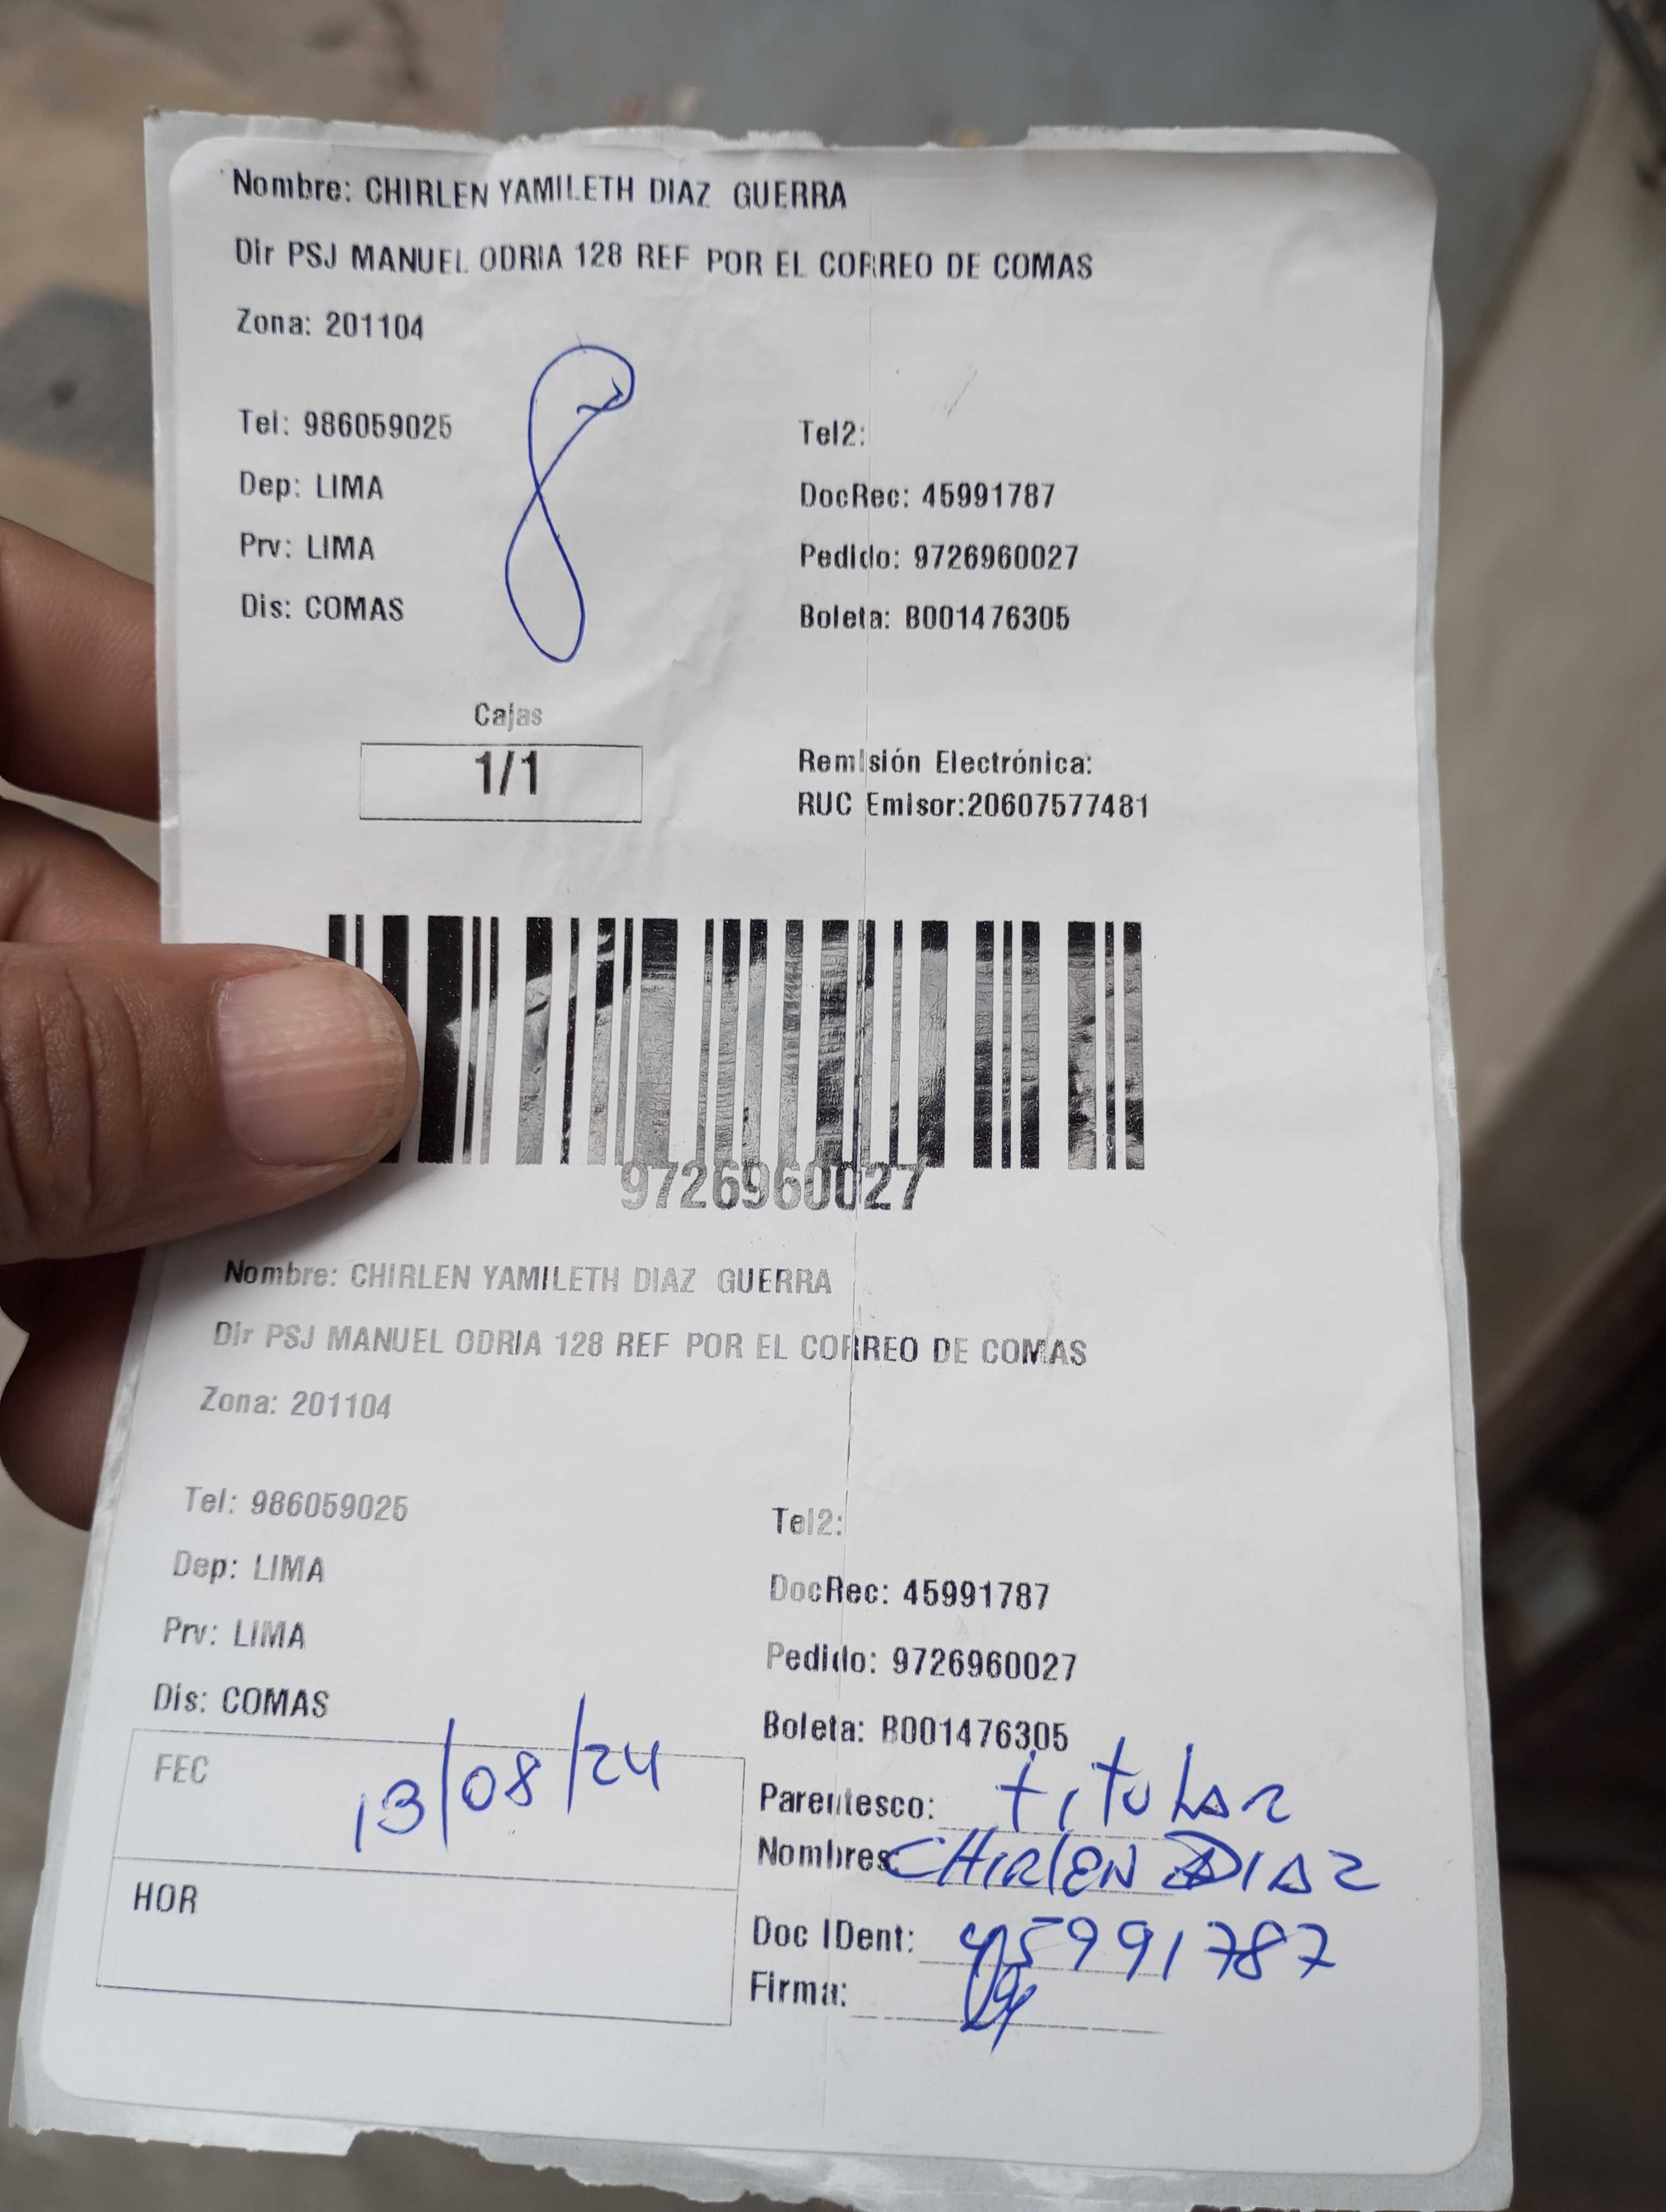 Nombre: CHIRLEN YAMILETH DIAZ GUERRA
Dir PSJ MANUEL ODRIA 128 REF POR EL CORREO DE COMAS
Zona: 201104
Tel: 986059025
Tel2:
Dep: LIMA
DocRec: 45991787
Prv: LIMA
Pedido: 9726960027
Dis: COMAS
Boleta: B001476305
Cajas
1/1
Remisión Electrónica:
RUC Emisor:20607577481
9726960027
Nombre: CHIRLEN YAMILETH DIAZ GUERRA
Dir PSJ MANUEL ODRIA 128 REF POR EL CORREO DE COMAS
Zona: 201104
Tel: 986059025
Tel2:
Dep: LIMA
DocRec: 45991787
Prv: LIMA
Pedido: 9726960027
Dis: COMAS
Boleta: B001476305
FEC 13/08/24
Parentesco: titular
Nombres: CHIRLEN DIAZ
HOR
Doc IDent: 45991787
Firma: